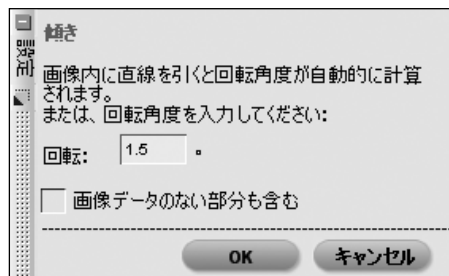 設定
傾き
画像内に直線を引くと回転角度が自動的に計算
されます。
または、回転角度を入力してください:
回転: 1.5 °
画像データのない部分も含む
OK キャンセル